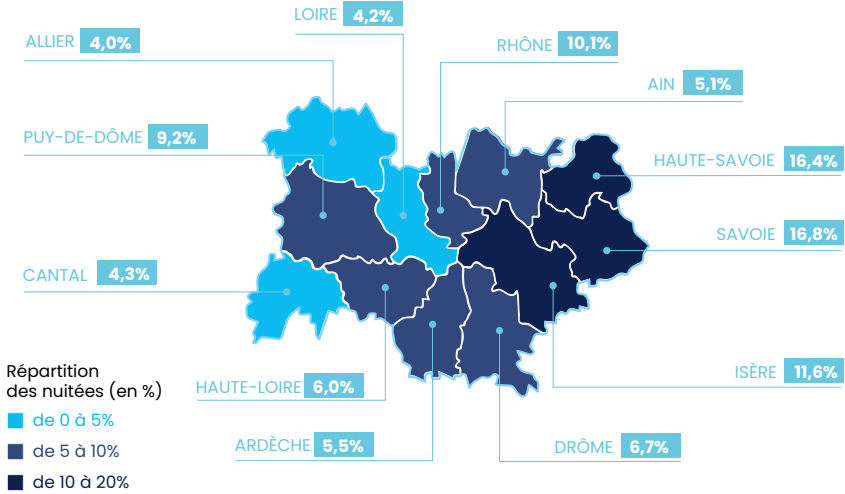 LOIRE 4,2%
ALLIER 4,0%
RHÔNE 10,1%
AIN 5,1%
PUY-DE-DÔME 9,2%
HAUTE-SAVOIE 16,4%
SAVOIE 16,8%
CANTAL 4,3%
Répartition
des nuitées (en %)
de 0 à 5%
de 5 à 10%
de 10 à 20%
HAUTE-LOIRE 6,0%
ISÈRE 11,6%
ARDÈCHE 5,5%
DRÔME 6,7%